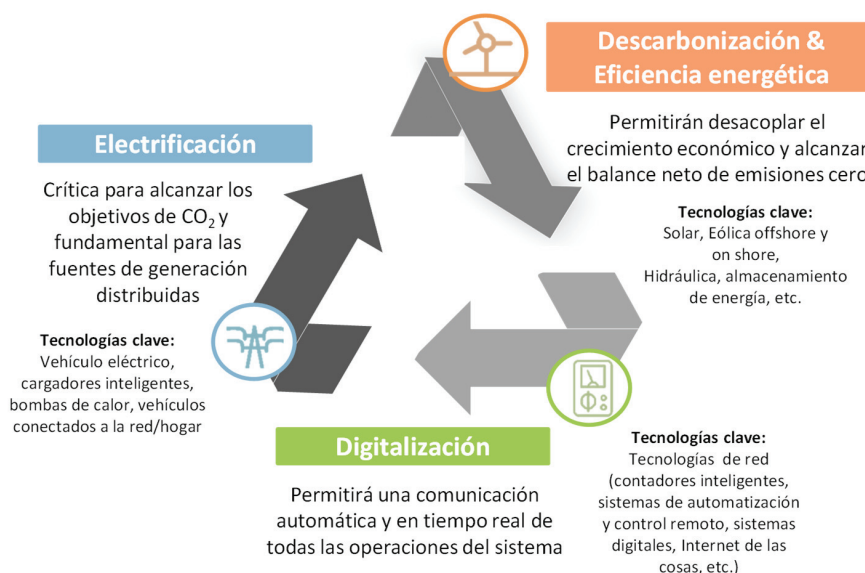 Descarbonización &
Eficiencia energética
Permitirán desacoplar el
crecimiento económico y alcanzar
el balance neto de emisiones cero
Tecnologías clave:
Solar, Eólica offshore y
on shore,
Hidráulica, almacenamiento
de energía, etc.
Electrificación
Crítica para alcanzar los
objetivos de CO₂ y
fundamental para las
fuentes de generación
distribuidas
Tecnologías clave:
Vehículo eléctrico,
cargadores inteligentes,
bombas de calor, vehículos
conectados a la red/hogar
Digitalización
Permitirá una comunicación
automática y en tiempo real de
todas las operaciones del sistema
Tecnologías clave:
Tecnologías de red
(contadores inteligentes,
sistemas de automatización
y control remoto, sistemas
digitales, Internet de las
cosas, etc.)